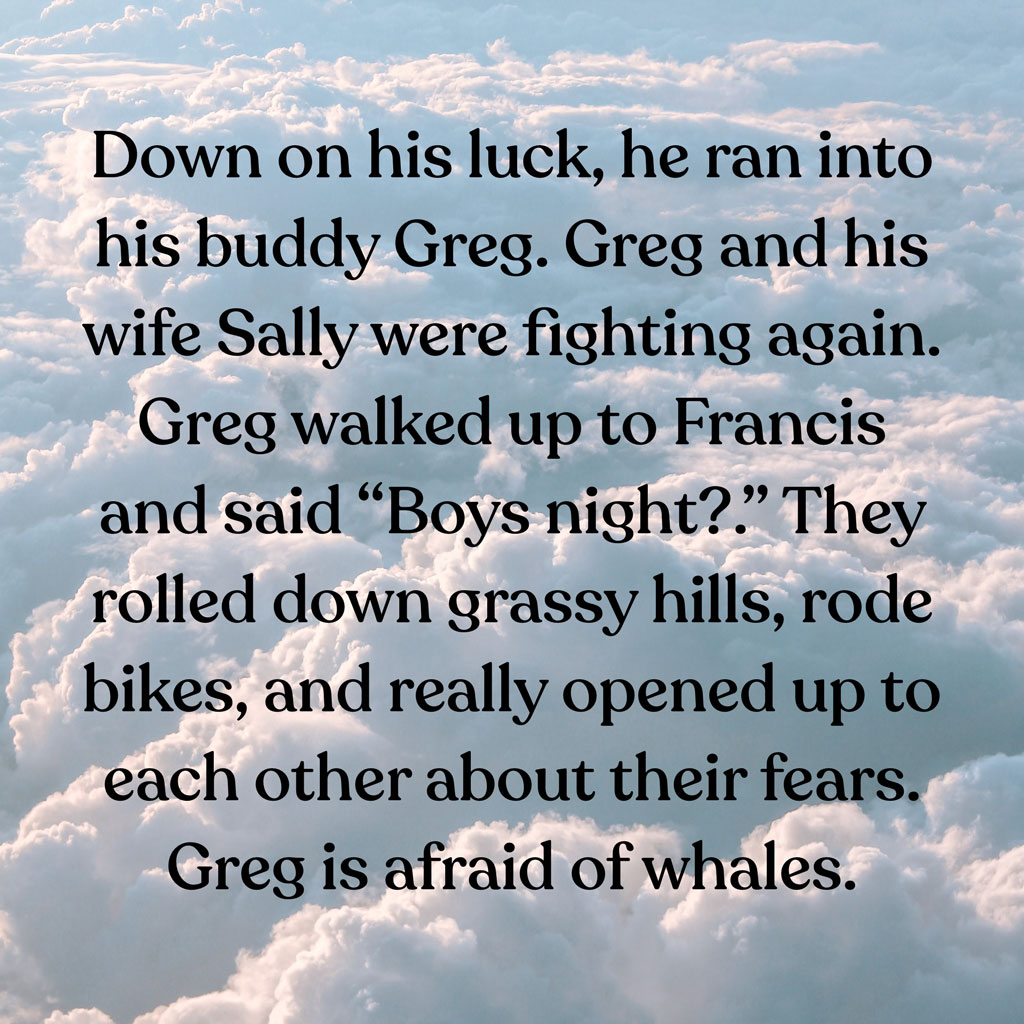 Down on his luck, he ran into
his buddy Greg. Greg and his
wife Sally were fighting again.
Greg walked up to Francis
and said “Boys night?.” They
rolled down grassy hills, rode
bikes, and really opened up to
each other about their fears.
Greg is afraid of whales.